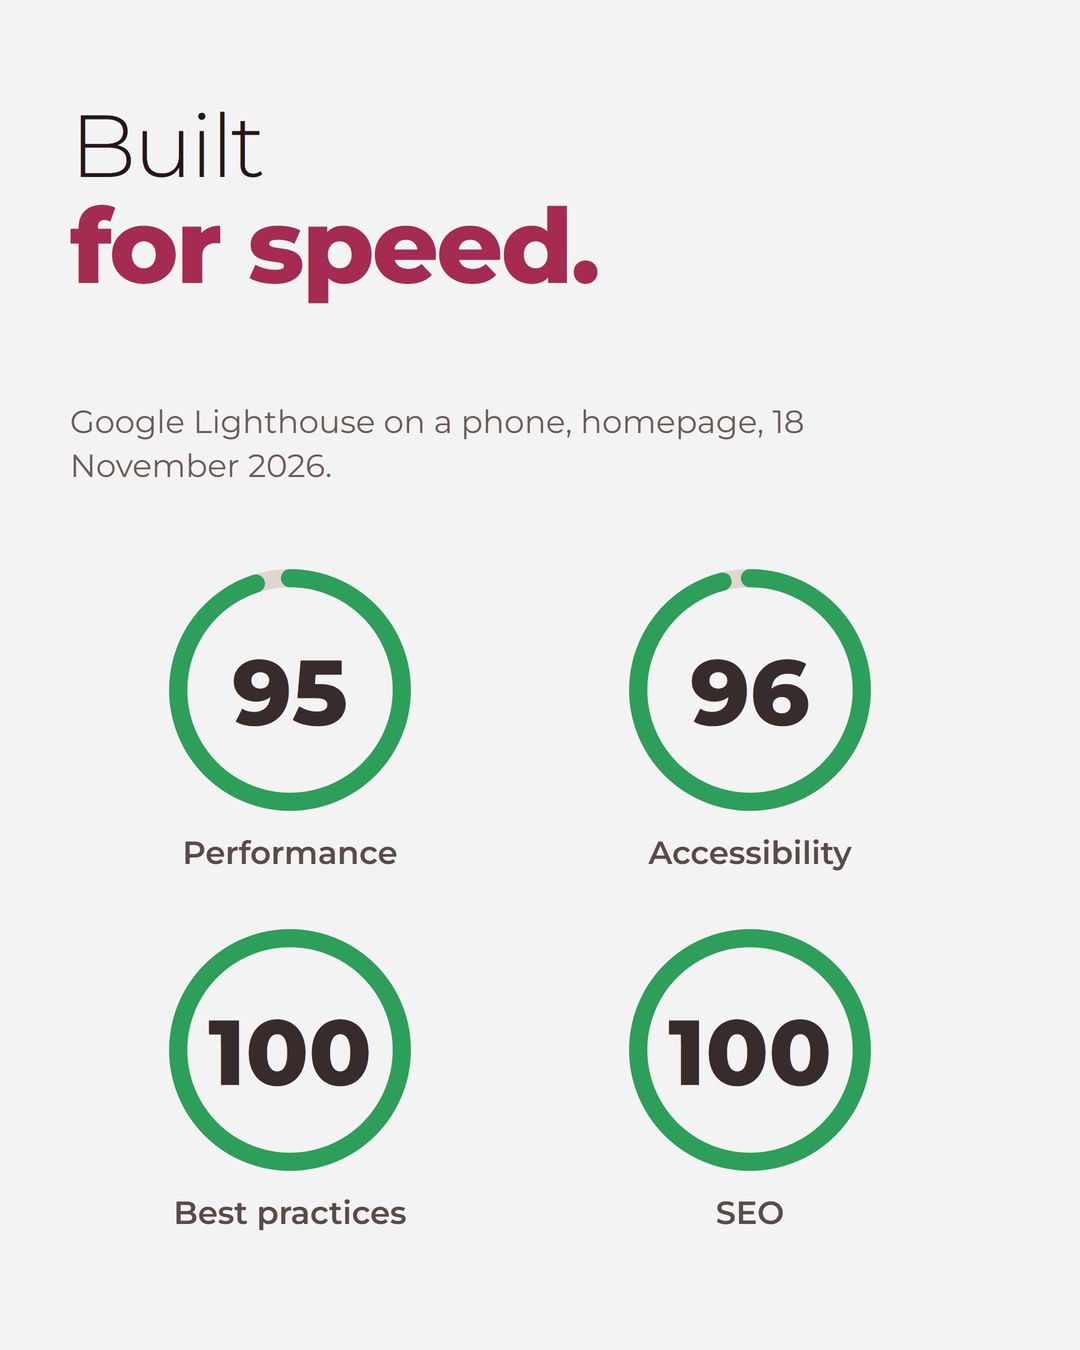 Built
for speed.
Google Lighthouse on a phone, homepage, 18
November 2026.
95
96
Performance
Accessibility
100
100
Best practices
SEO